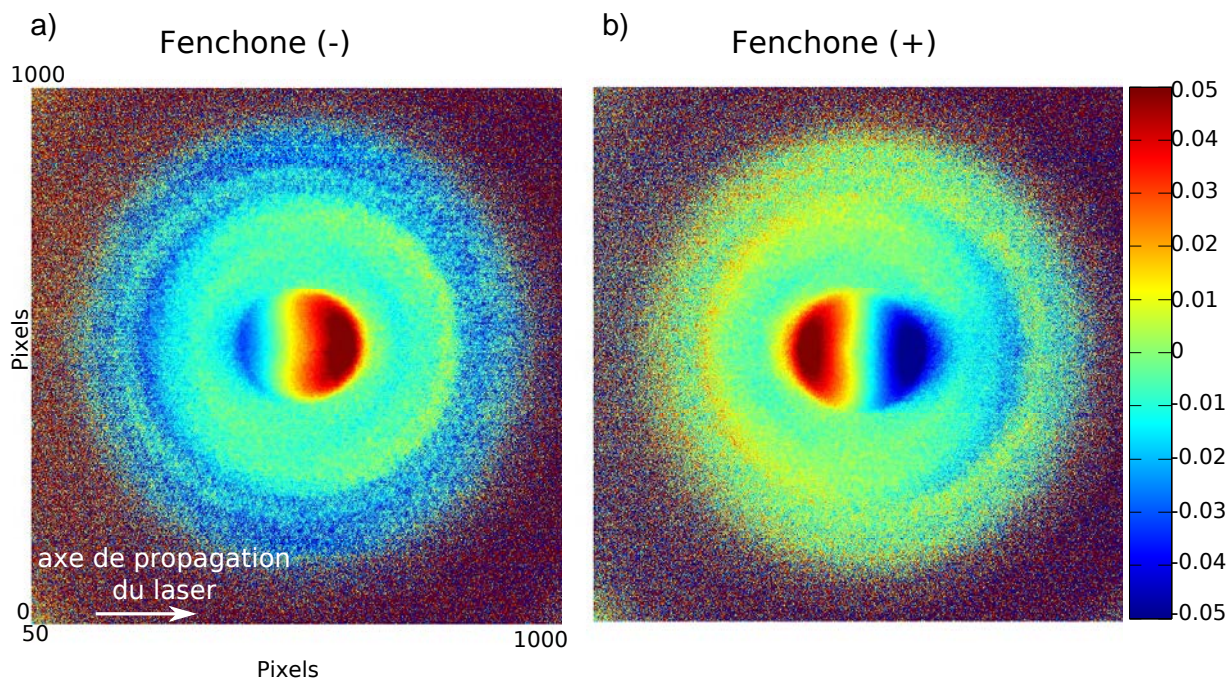 a)
Fenchone (-)
b)
Fenchone (+)
1000
Pixels
axe de propagation
du laser
0
50
1000
Pixels
0.05
0.04
0.03
0.02
0.01
0
-0.01
-0.02
-0.03
-0.04
-0.05